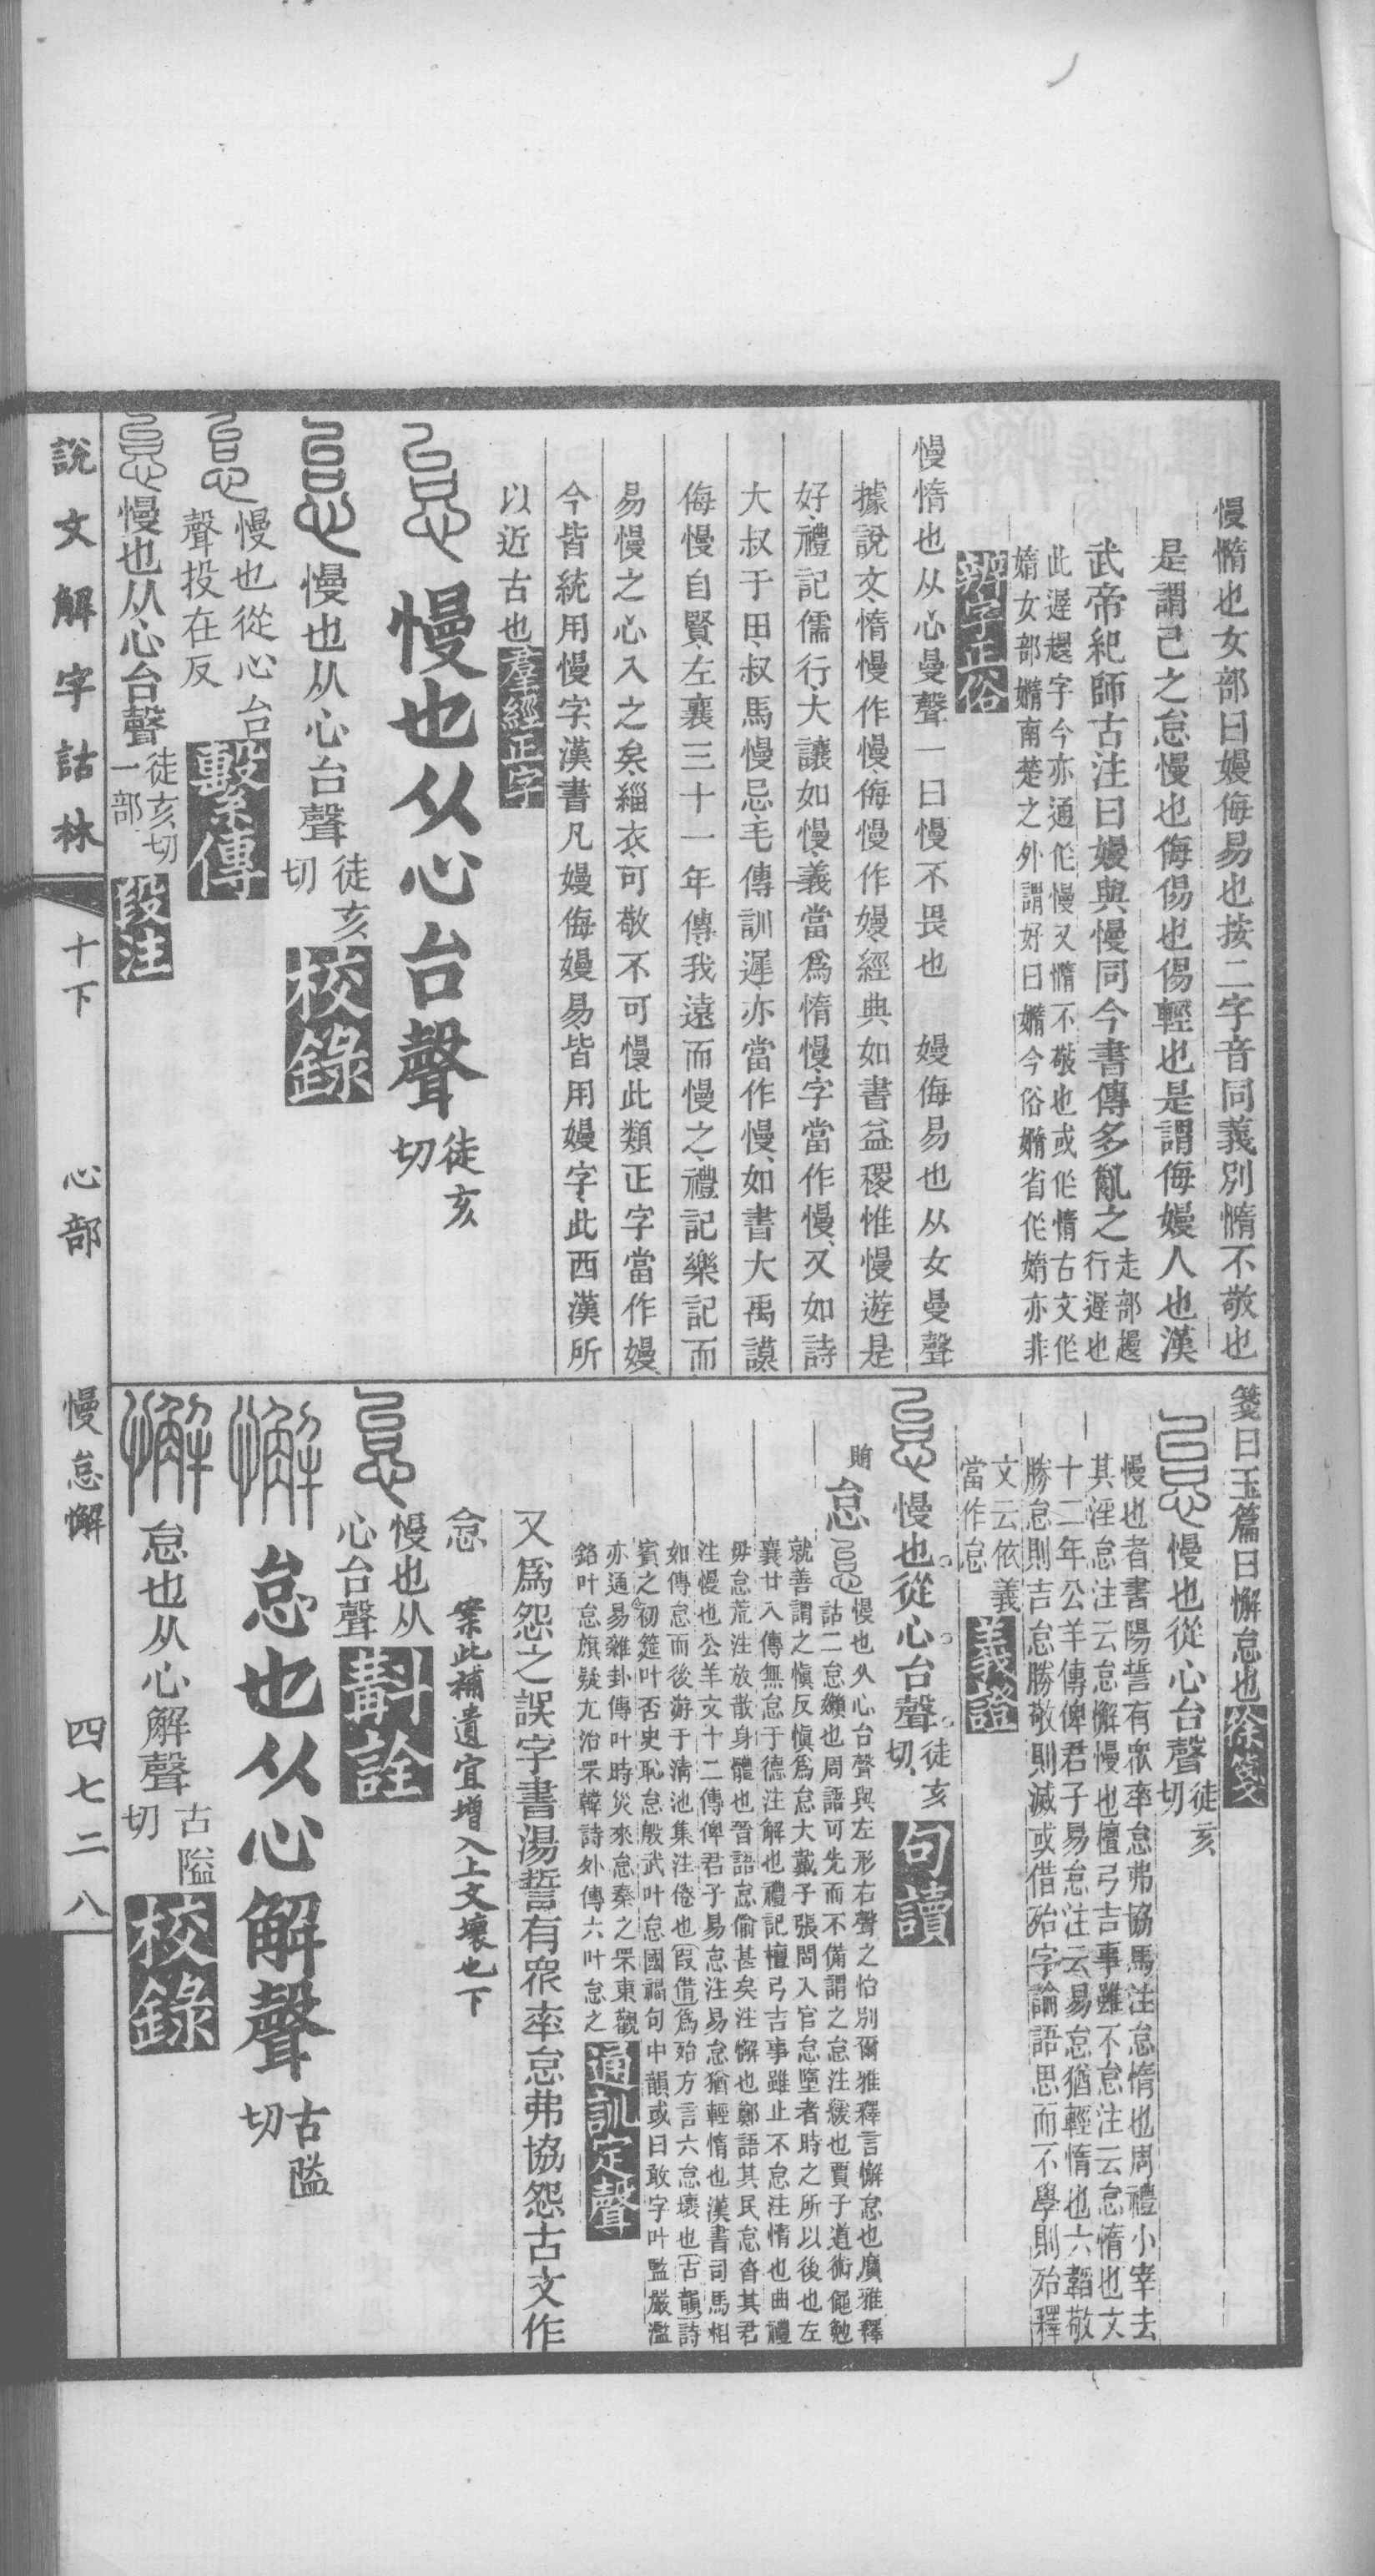 慢惰也女部曰嫚侮易也按二字音同義別惰不敬也
是謂己之怠慢也侮傷也傷輕也是謂侮嫚人也漢
武帝紀師古注曰嫚與慢同今書傳多亂之走部趧
行遲也
此遲趧字今亦通作慢又惰不敬也或作惰古文作
媠女部嫷南楚之外謂好曰嫷今俗嫷省作媠亦非
辨字正俗
慢惰也从心曼聲一曰慢不畏也 嫚侮易也从女曼聲
據說文惰慢作慢侮慢作嫚經典如書益稷惟慢遊是
好禮記儒行大讓如慢義當爲惰慢字當作慢又如詩
大叔于田叔馬慢忌毛傳訓遲亦當作慢如書大禹謨
侮慢自賢左襄三十一年傳我遠而慢之禮記樂記而
易慢之心入之矣緇衣可敬不可慢此類正字當作嫚
今皆統用慢字漢書凡嫚侮嫚易皆用嫚字此西漢所
以近古也羣經正字
慢也从心台聲徒亥切
慢也从心台聲徒亥切校錄
慢也從心台聲投在反繫傳
慢也从心台聲徒亥切一部段注
箋曰玉篇曰懈怠也徐箋
慢也從心台聲徒亥切
慢也者書陽誓有眾率怠弗協馬注怠惰也周禮小宰去
其淫怠注云怠懈慢也檀弓吉事雖不怠注云怠惰也文
十二年公羊傳俾君子易怠注云易怠猶輕惰也六韜敬
勝怠則吉怠勝敬則滅或借殆字論語思而不學則殆釋
文云依義當作怠義證
慢也從心台聲徒亥切句讀
怠慢也从心台聲與左形右聲之怡別爾雅釋言懈怠也廣雅釋
詁二怠嬾也周語可先而不備謂之怠注緩也賈子道術僶勉
就善謂之愼反愼爲怠大戴子張問入官怠墮者時之所以後也左
襄廿八傳無怠于德注解也禮記檀弓吉事雖止不怠注惰也曲禮
毋怠荒注放散身體也晉語怠偷甚矣注懈也鄭語其民怠沓其君
注慢也公羊文十二傳俾君子易怠注易怠猶輕惰也漢書司馬相
如傳怠而後游于清池集注倦也叚借爲殆方言六怠壞也古韻詩
賓之初筵叶否史恥怠殷武叶怠國福句中韻或曰敢字叶監嚴濫
亦通易雜卦傳叶時災來怠秦之罘東觀
銘叶怠旗疑尤治罘韓詩外傳六叶怠之通訓定聲
又爲怨之誤字書湯誓有眾率怠弗協怨古文作
案此補遺宜增入上文壞也下
慢也从心台聲斠詮
怠也从心解聲古隘切
怠也从心解聲古隘切校錄
說文解字詁林 十下 心部 慢怠懈 四七二八